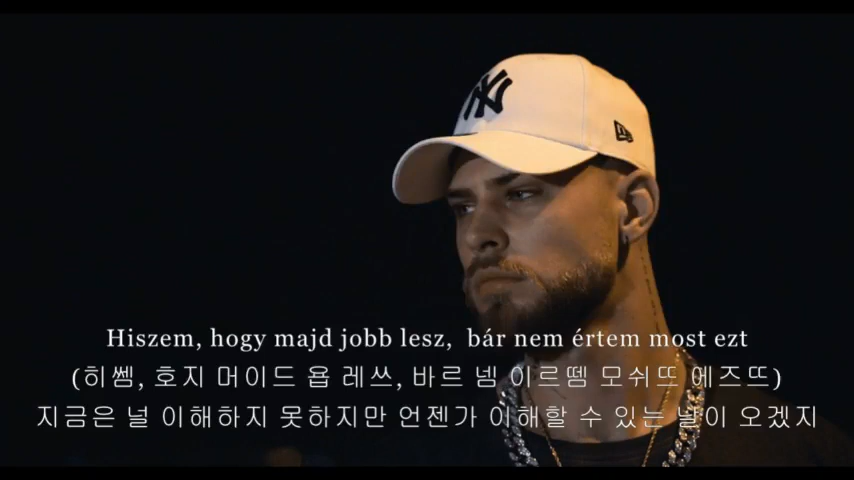 NY
Hiszem, hogy majd jobb lesz, bár nem értem most ezt
(히쎔, 호지 머이드 욥 레쓰, 바르 넴 이르뗌 모쉬뜨 에즈뜨)
지금은 널 이해하지 못하지만 언젠가 이해할 수 있는 날이 오겠지